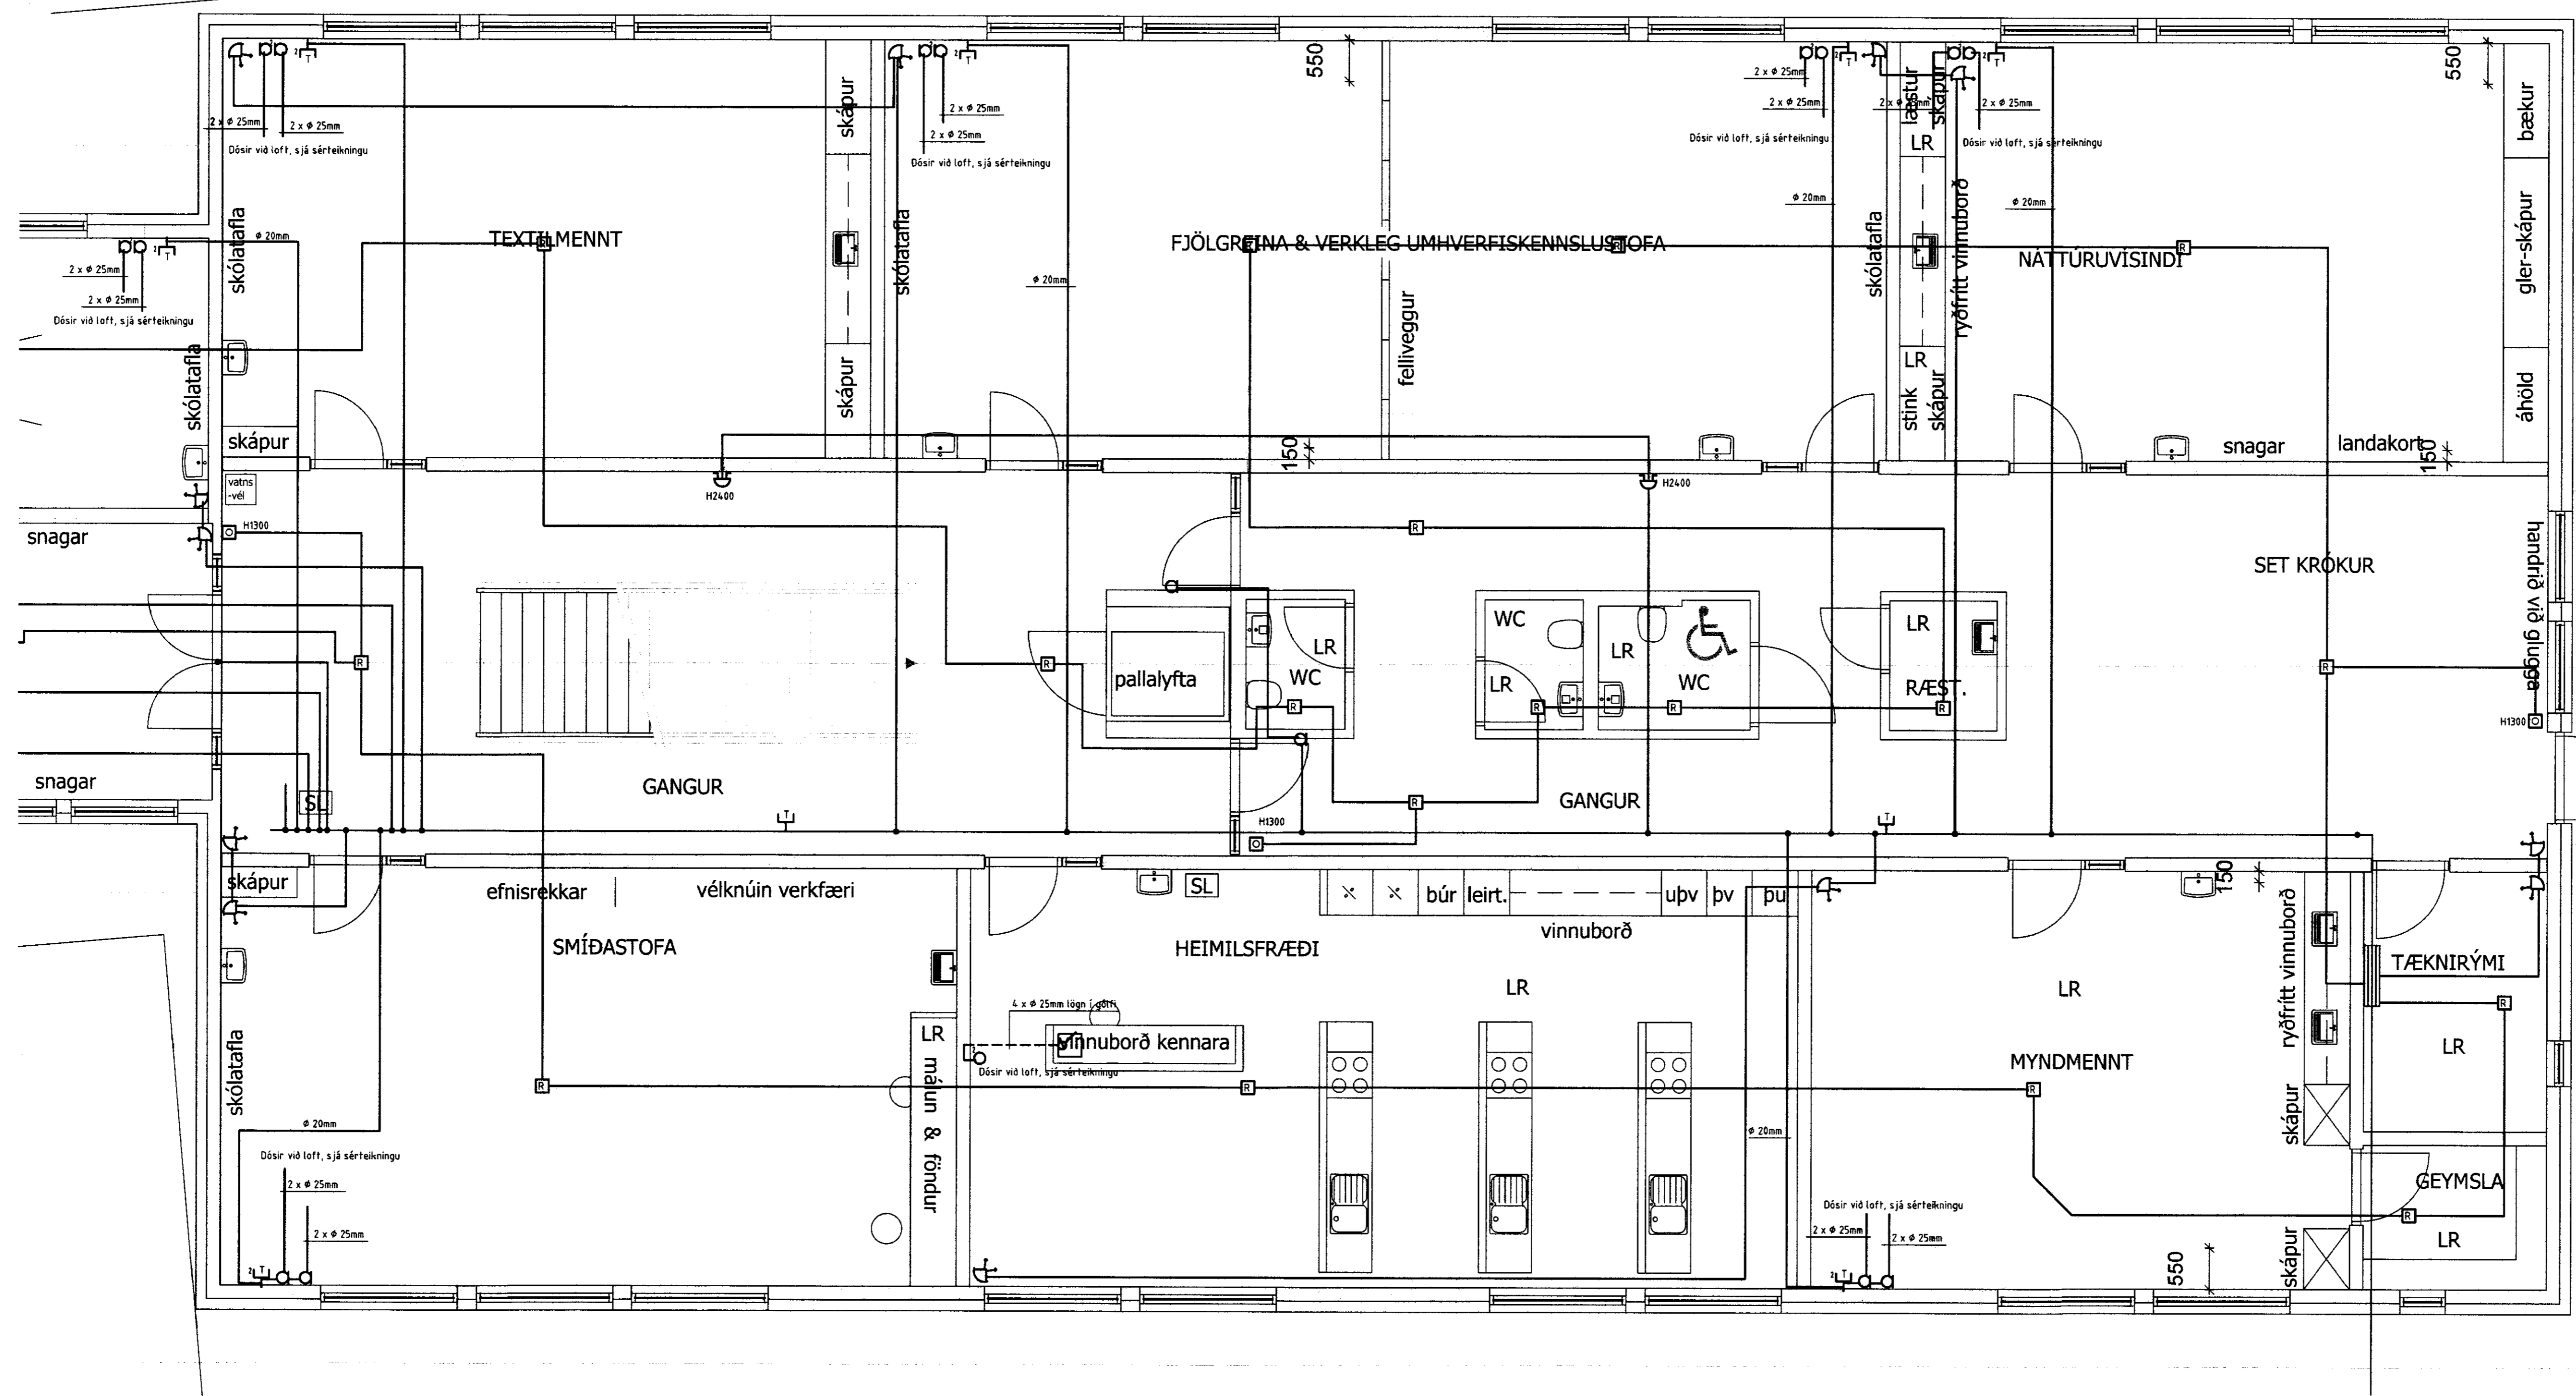 550
550
skápur
læstur
skápur
bækur
2 x ϕ 25mm
2 x ϕ 25mm
Dósir við loft, sjá sérteikningu
2 x ϕ 25mm
2 x ϕ 25mm
Dósir við loft, sjá sérteikningu
2 x ϕ 25mm
2 x ϕ 25mm
Dósir við loft, sjá sérteikningu
2 x ϕ 25mm
Dósir við loft, sjá sérteikningu
LR
ϕ 20mm
skólatafla
TEXTILMENNT
skólatafla
FJÖLGREINA & VERKLEG UMHVERFISKENNSLUSTOFA
ϕ 20mm
skólatafla
ryðfrítt vinnuborð
ϕ 20mm
NÁTTÚRUVÍSINDI
gler-skápur
2 x ϕ 25mm
2 x ϕ 25mm
Dósir við loft, sjá sérteikningu
ϕ 20mm
felliveggur
skólatafla
skápur
LR
stink
skápur
áhöld
skápur
150
snagar
landakort
150
vatns
-vél
H2400
H2400
H1300
snagar
SET KRÓKUR
handrið við glugga
WC
LR
LR
LR
pallalyfta
WC
LR
WC
RÆST.
H1300
snagar
GANGUR
SL
GANGUR
H1300
skápur
efnisrekkar
vélknúin verkfæri
SL
búr
leirt.
uþv
þv
þu
150
vinnuborð
SMÍÐASTOFA
HEIMILSFRÆÐI
ryðfrítt vinnuborð
TÆKNIRÝMI
LR
LR
4 x ϕ 25mm lögn í gólfi
LR
vinnuborð kennara
LR
Dósir við loft, sjá sérteikningu
MYNDMENNT
skólatafla
málun & föndur
skápur
ϕ 20mm
ϕ 20mm
Dósir við loft, sjá sérteikningu
2 x ϕ 25mm
2 x ϕ 25mm
GEYMSLA
Dósir við loft, sjá sérteikningu
2 x ϕ 25mm
2 x ϕ 25mm
LR
550
skápur